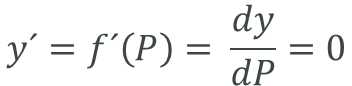 y´ = f´(P) = dy/dP = 0